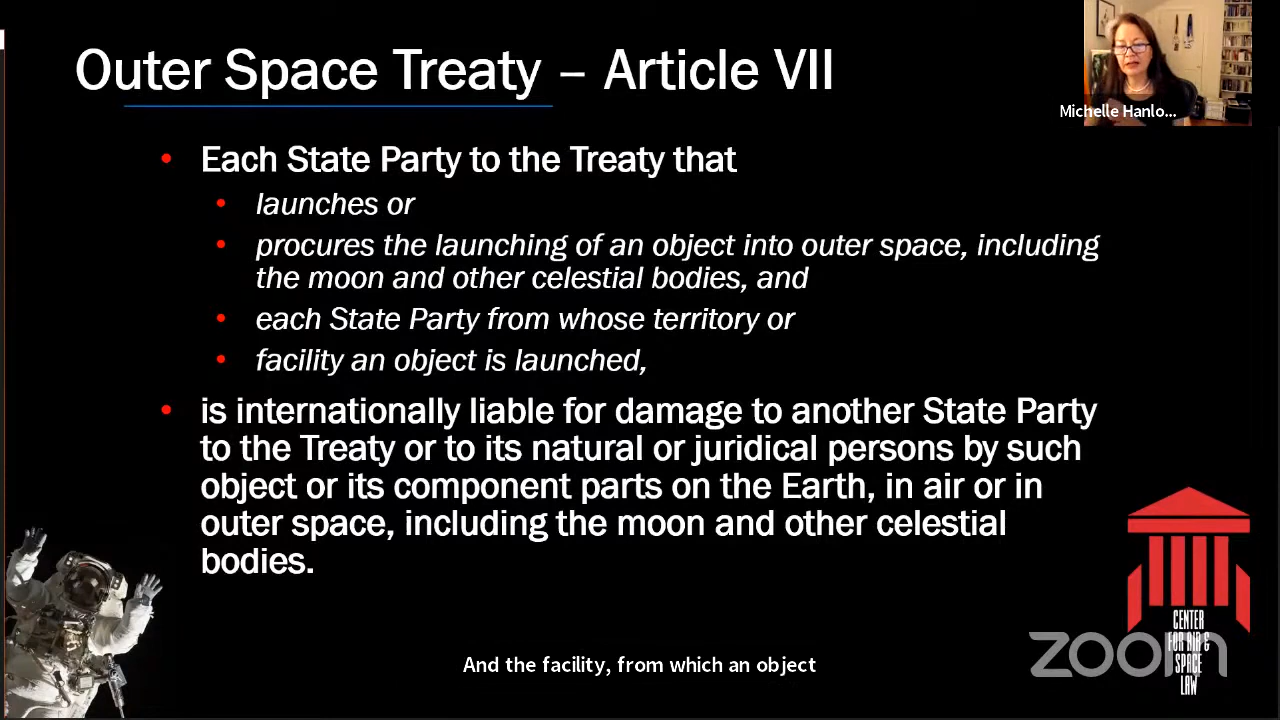 Outer Space Treaty – Article VII
Michelle Hanlo...
• Each State Party to the Treaty that
• launches or
• procures the launching of an object into outer space, including
the moon and other celestial bodies, and
• each State Party from whose territory or
• facility an object is launched,
• is internationally liable for damage to another State Party
to the Treaty or to its natural or juridical persons by such
object or its component parts on the Earth, in air or in
outer space, including the moon and other celestial
bodies.
CENTER
FOR AIR &
SPACE
LAW
zoom
And the facility, from which an object